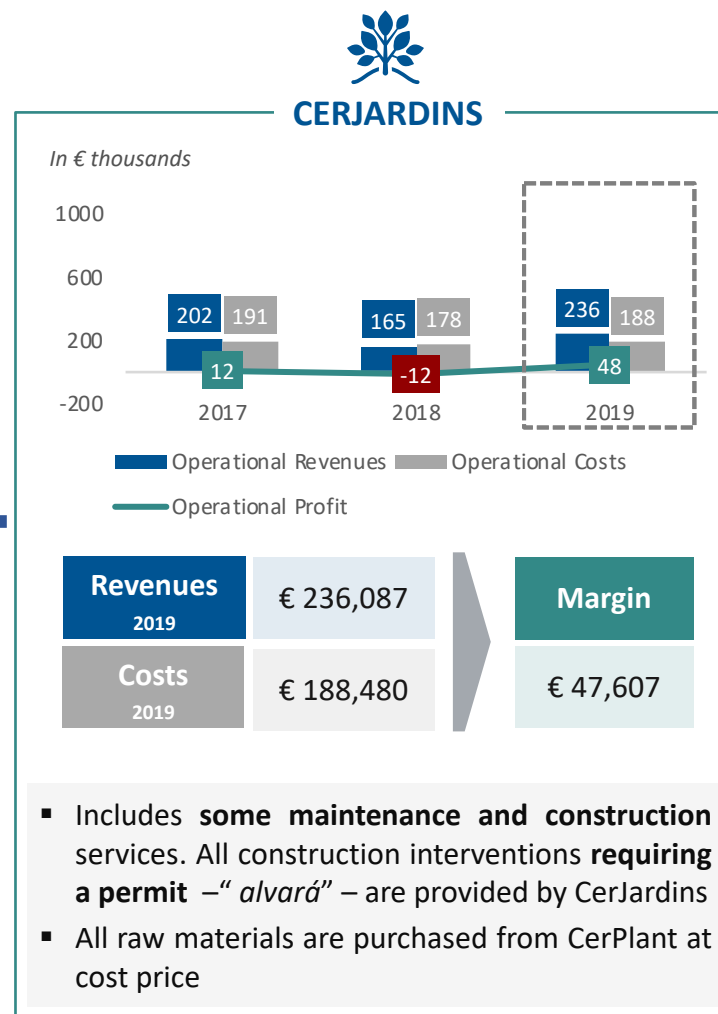 CERJARDINS
In € thousands
1000
600
200
-200
202 191
165 178
236 188
12
-12
48
2017 2018 2019
Operational Revenues Operational Costs
Operational Profit
Revenues
2019
€ 236,087
Costs
2019
€ 188,480
Margin
€ 47,607
▪ Includes some maintenance and construction
services. All construction interventions requiring
a permit –“ alvará” – are provided by CerJardins
▪ All raw materials are purchased from CerPlant at
cost price